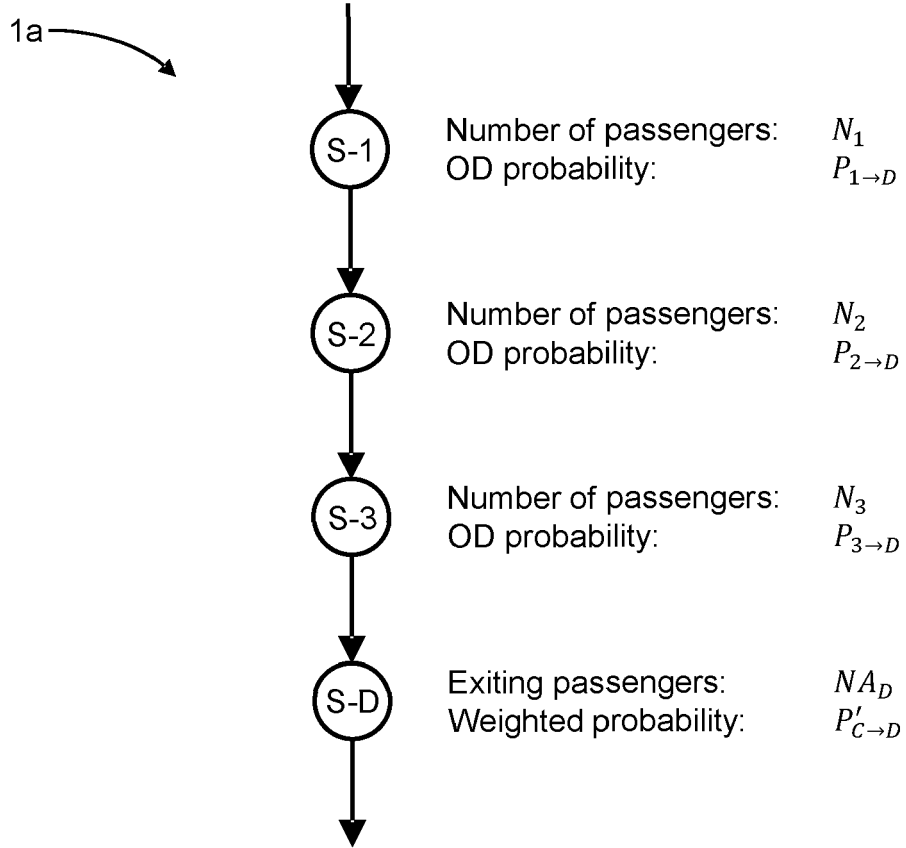 1a
S-1 Number of passengers: N₁
OD probability: P₁→D
S-2 Number of passengers: N₂
OD probability: P₂→D
S-3 Number of passengers: N₃
OD probability: P₃→D
S-D Exiting passengers: NA_D
Weighted probability: P′_C→D